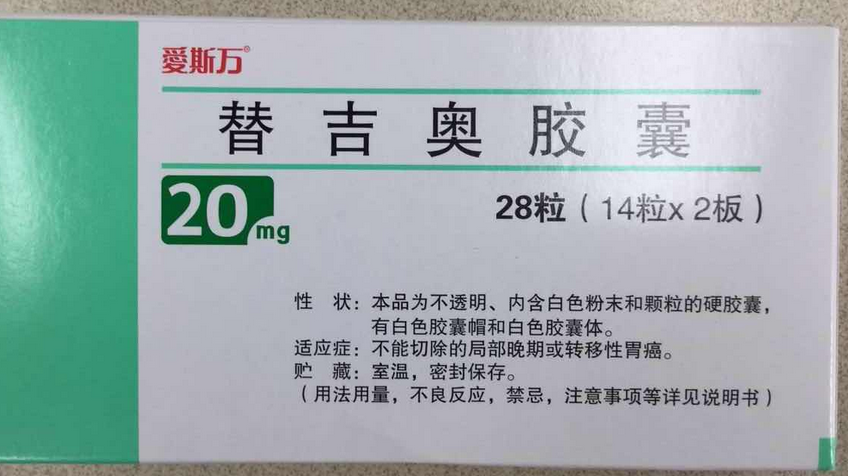 愛斯万®
替吉奥胶囊
20mg
28粒（14粒x 2板）
性　状：本品为不透明、内含白色粉末和颗粒的硬胶囊，
有白色胶囊帽和白色胶囊体。
适应症：不能切除的局部晚期或转移性胃癌。
贮　藏：室温，密封保存。
（用法用量，不良反应，禁忌，注意事项等详见说明书）